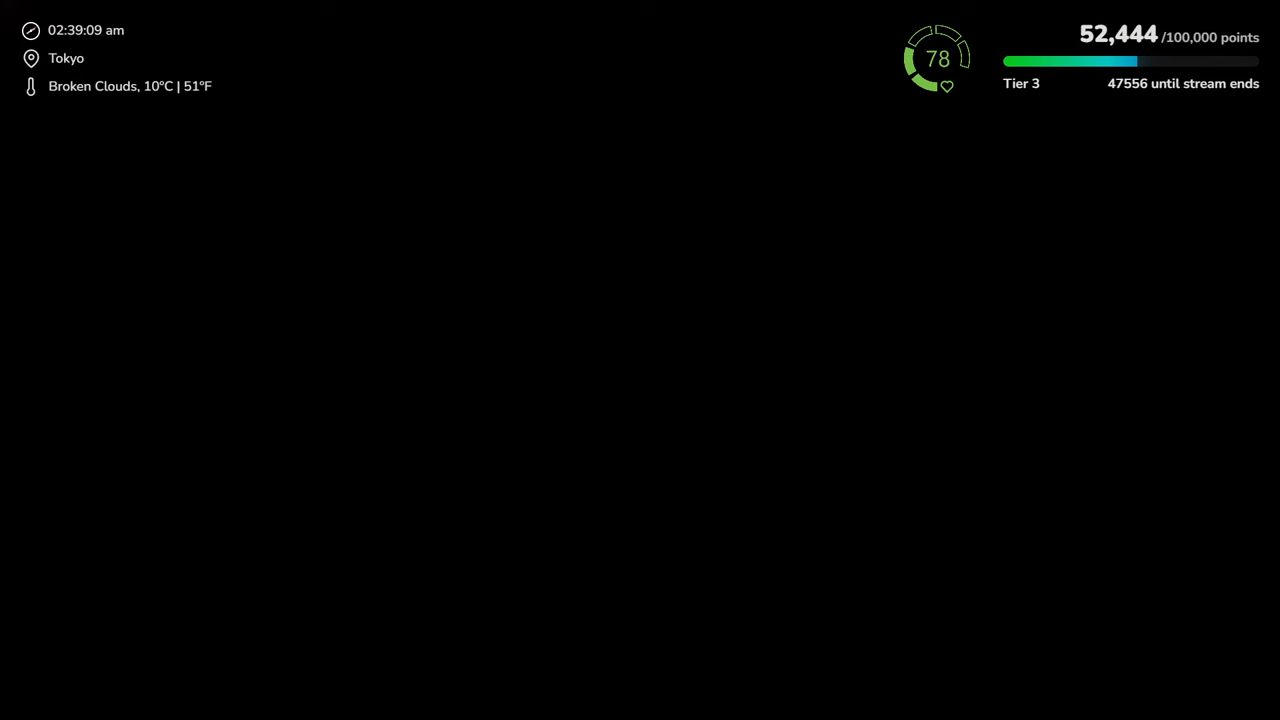 02:39:09 am
Tokyo
Broken Clouds, 10°C | 51°F
78
52,444 /100,000 points
Tier 3
47556 until stream ends